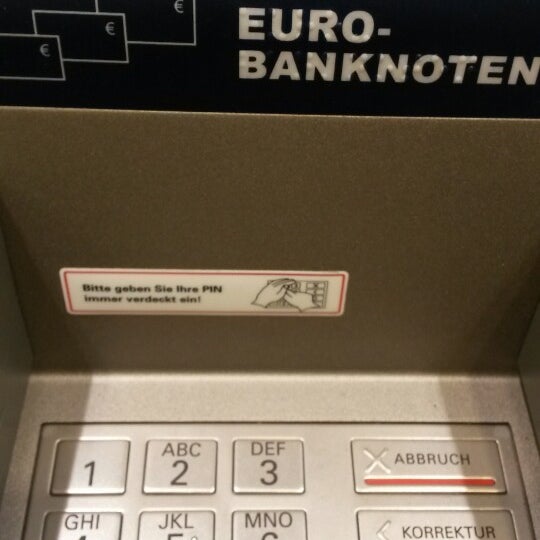 €
€
€
EURO-
BANKNOTEN
Bitte geben Sie Ihre PIN
immer verdeckt ein!
ABC DEF
1 2 3 ABBRUCH
GHI JKL MNO
KORREKTUR